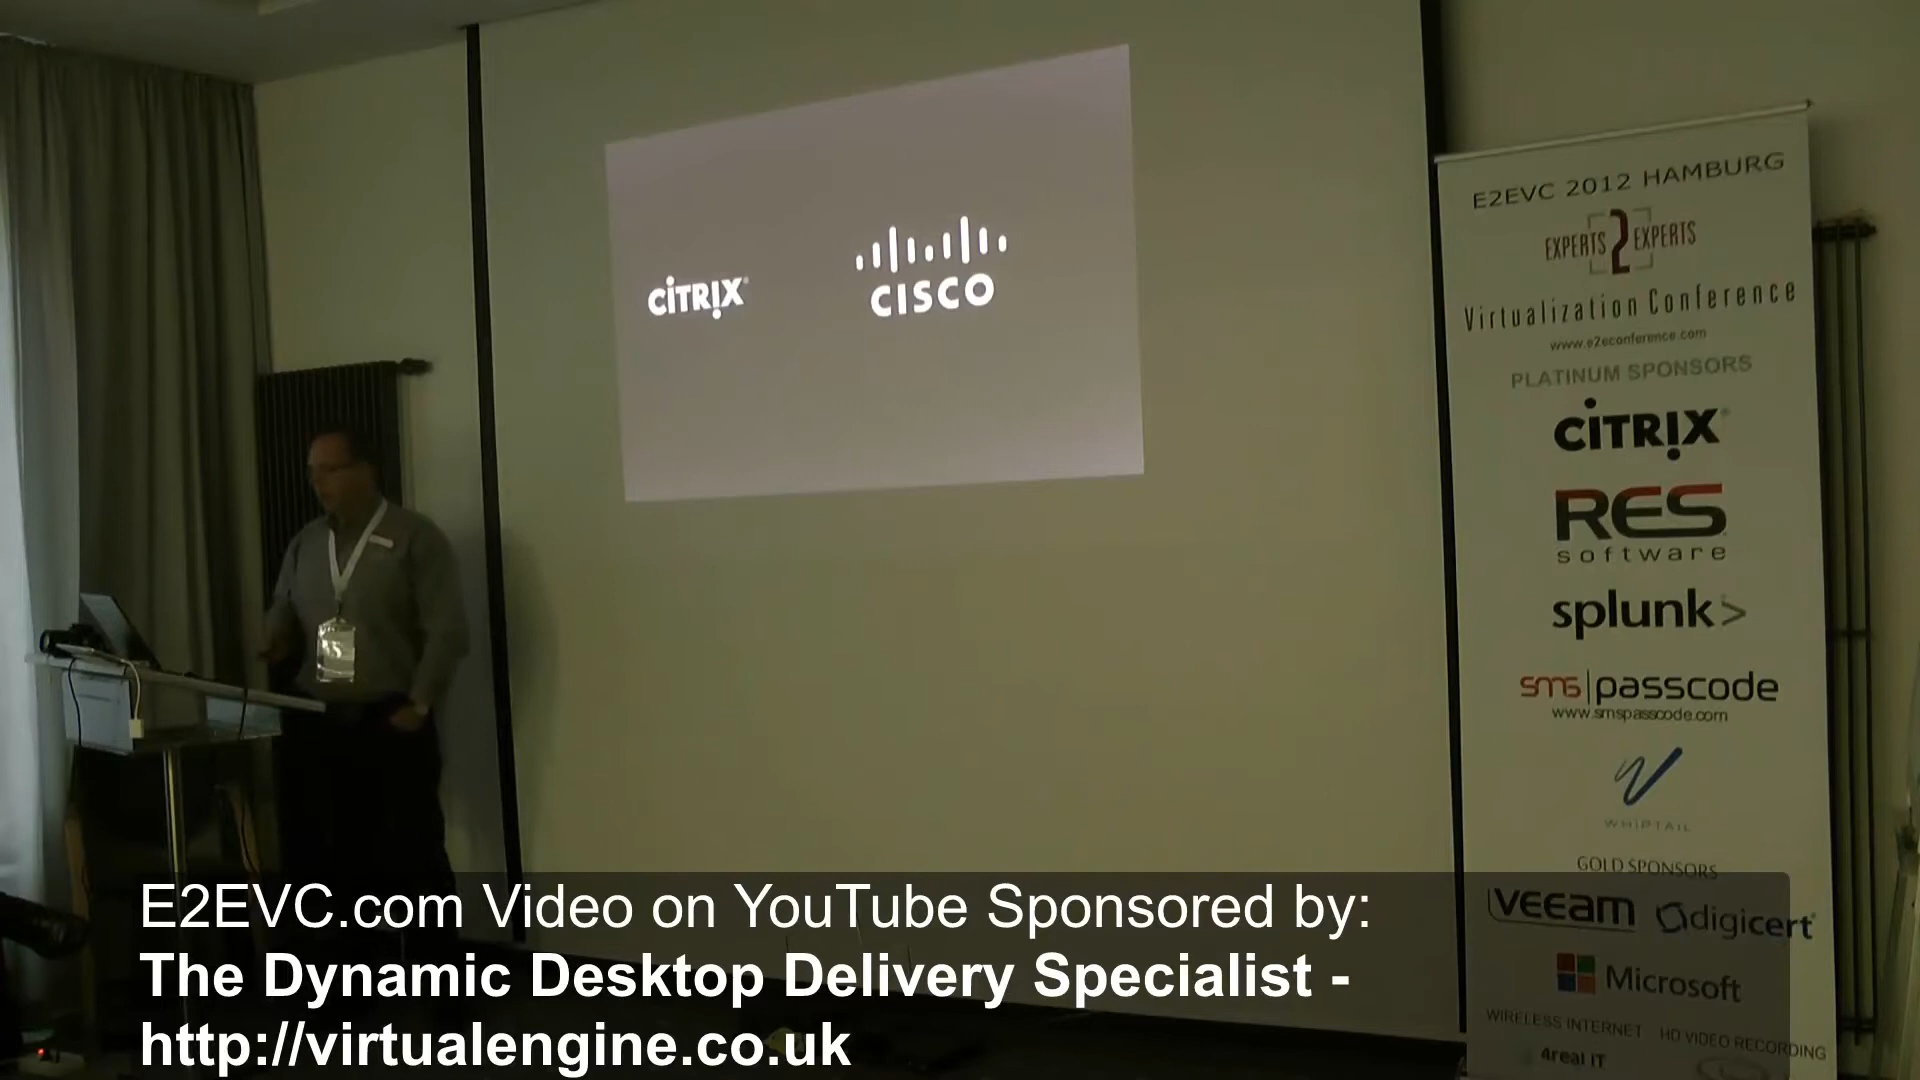 CiTRIX
CISCO
E2EVC 2012 HAMBURG
EXPERTS 2 EXPERTS
Virtualization Conference
www.e2econference.com
PLATINUM SPONSORS
CiTRIX
RES
software
splunk>
sms|passcode
www.smspasscode.com
WHIPTAIL
GOLD SPONSORS
veeam digicert
Microsoft
WIRELESS INTERNET HD VIDEO RECORDING
4real IT
E2EVC.com Video on YouTube Sponsored by:
The Dynamic Desktop Delivery Specialist -
http://virtualengine.co.uk